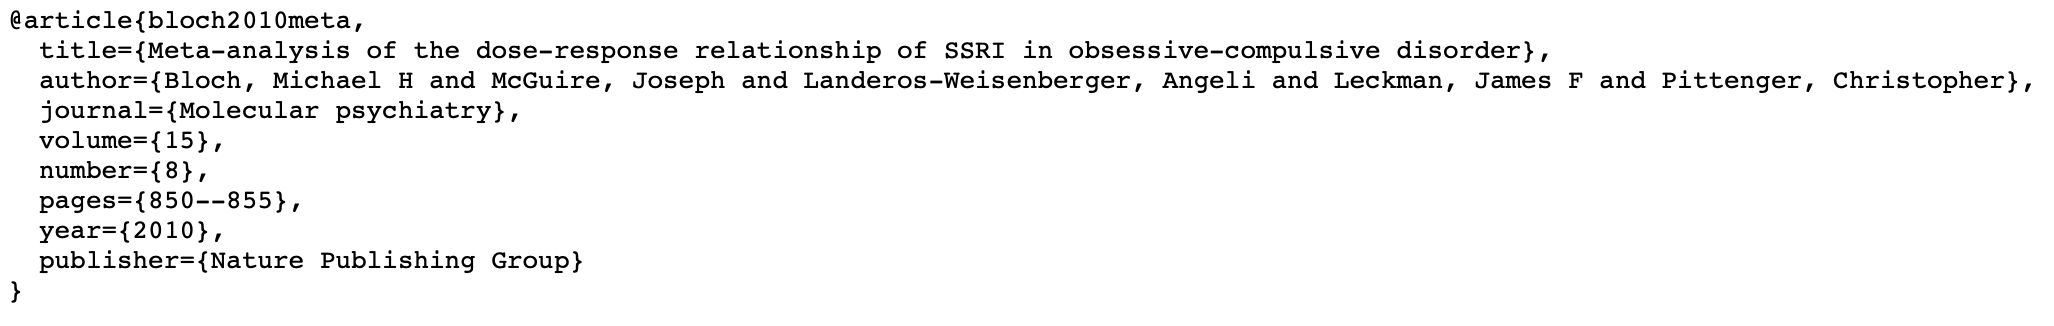 @article{bloch2010meta,
  title={Meta-analysis of the dose-response relationship of SSRI in obsessive-compulsive disorder},
  author={Bloch, Michael H and McGuire, Joseph and Landeros-Weisenberger, Angeli and Leckman, James F and Pittenger, Christopher},
  journal={Molecular psychiatry},
  volume={15},
  number={8},
  pages={850--855},
  year={2010},
  publisher={Nature Publishing Group}
}